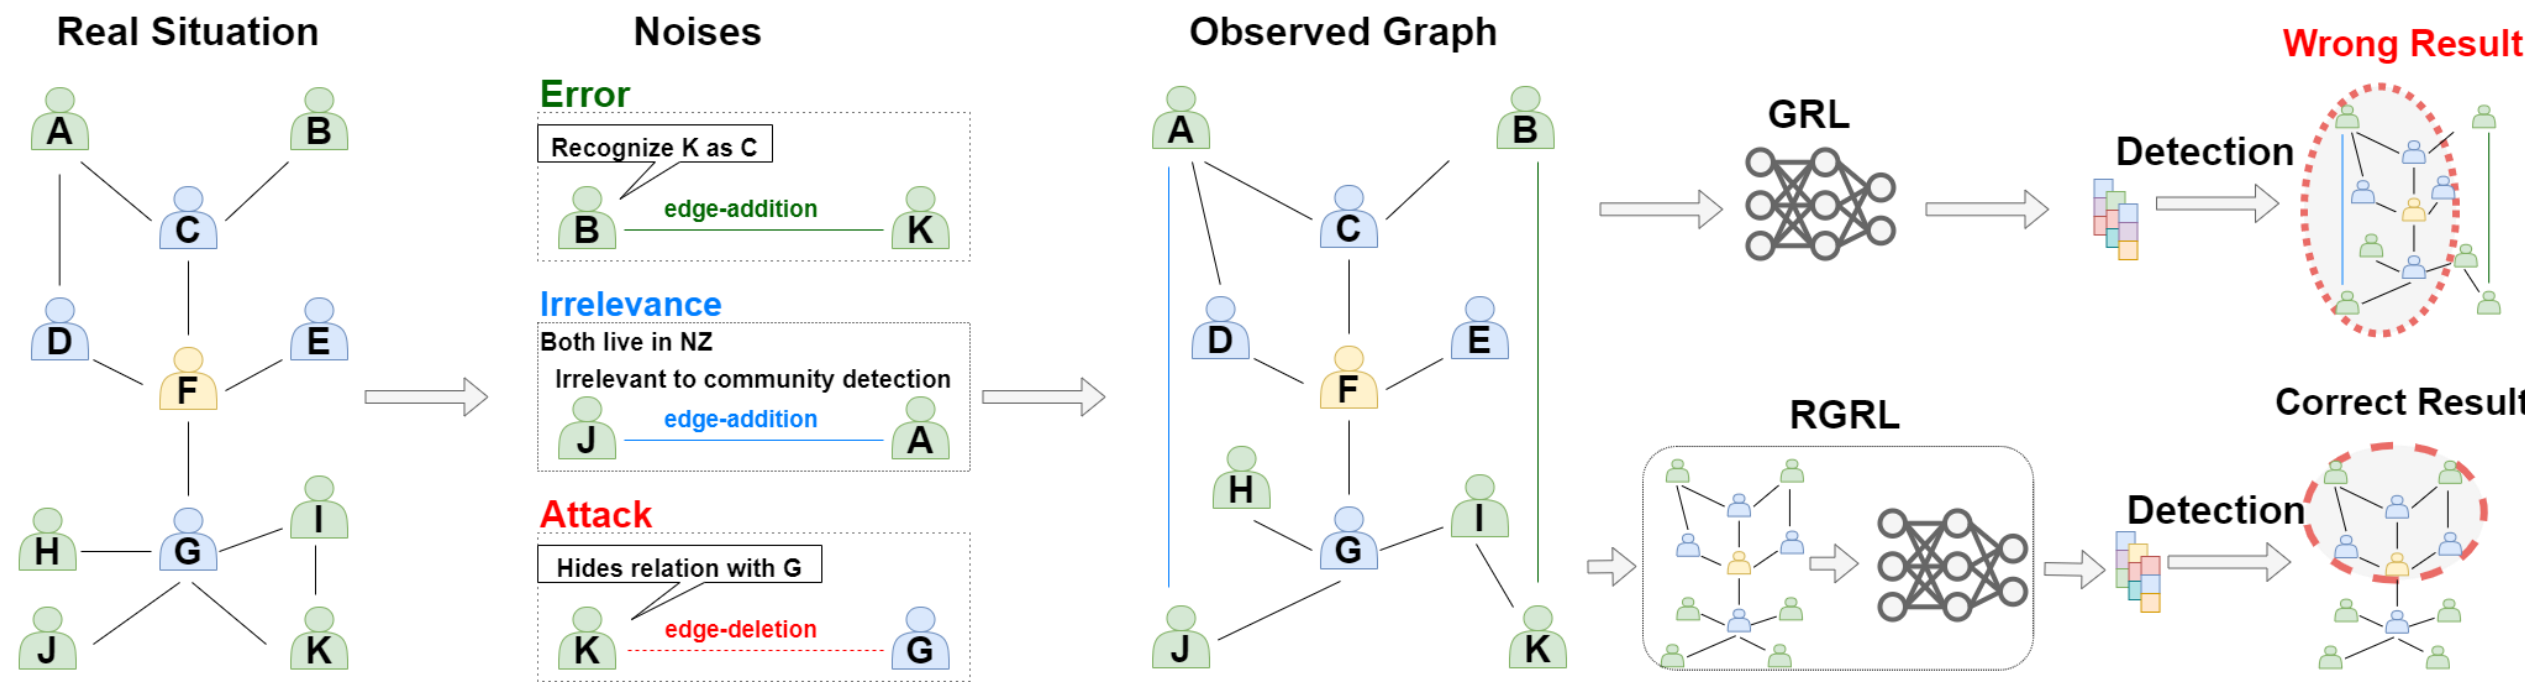 Real Situation
A
B
C
D
E
F
H
G
I
J
K
Noises
Error
Recognize K as C
edge-addition
B
K
Irrelevance
Both live in NZ
Irrelevant to community detection
edge-addition
J
A
Attack
Hides relation with G
edge-deletion
K
G
Observed Graph
A
B
C
D
E
F
H
I
G
J
K
GRL
Detection
Wrong Result
RGRL
Detection
Correct Result